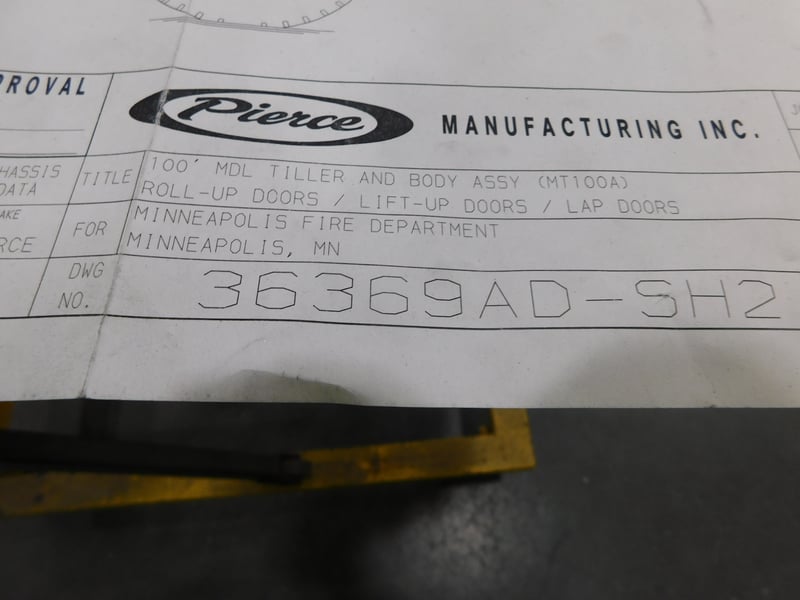 PROVAL
Pierce MANUFACTURING INC.
HASSIS
DATA
TITLE
100' MDL TILLER AND BODY ASSY (MT100A)
ROLL-UP DOORS / LIFT-UP DOORS / LAP DOORS
AKE
RCE
FOR
MINNEAPOLIS FIRE DEPARTMENT
MINNEAPOLIS, MN
DWG
NO.
36369AD-SH2